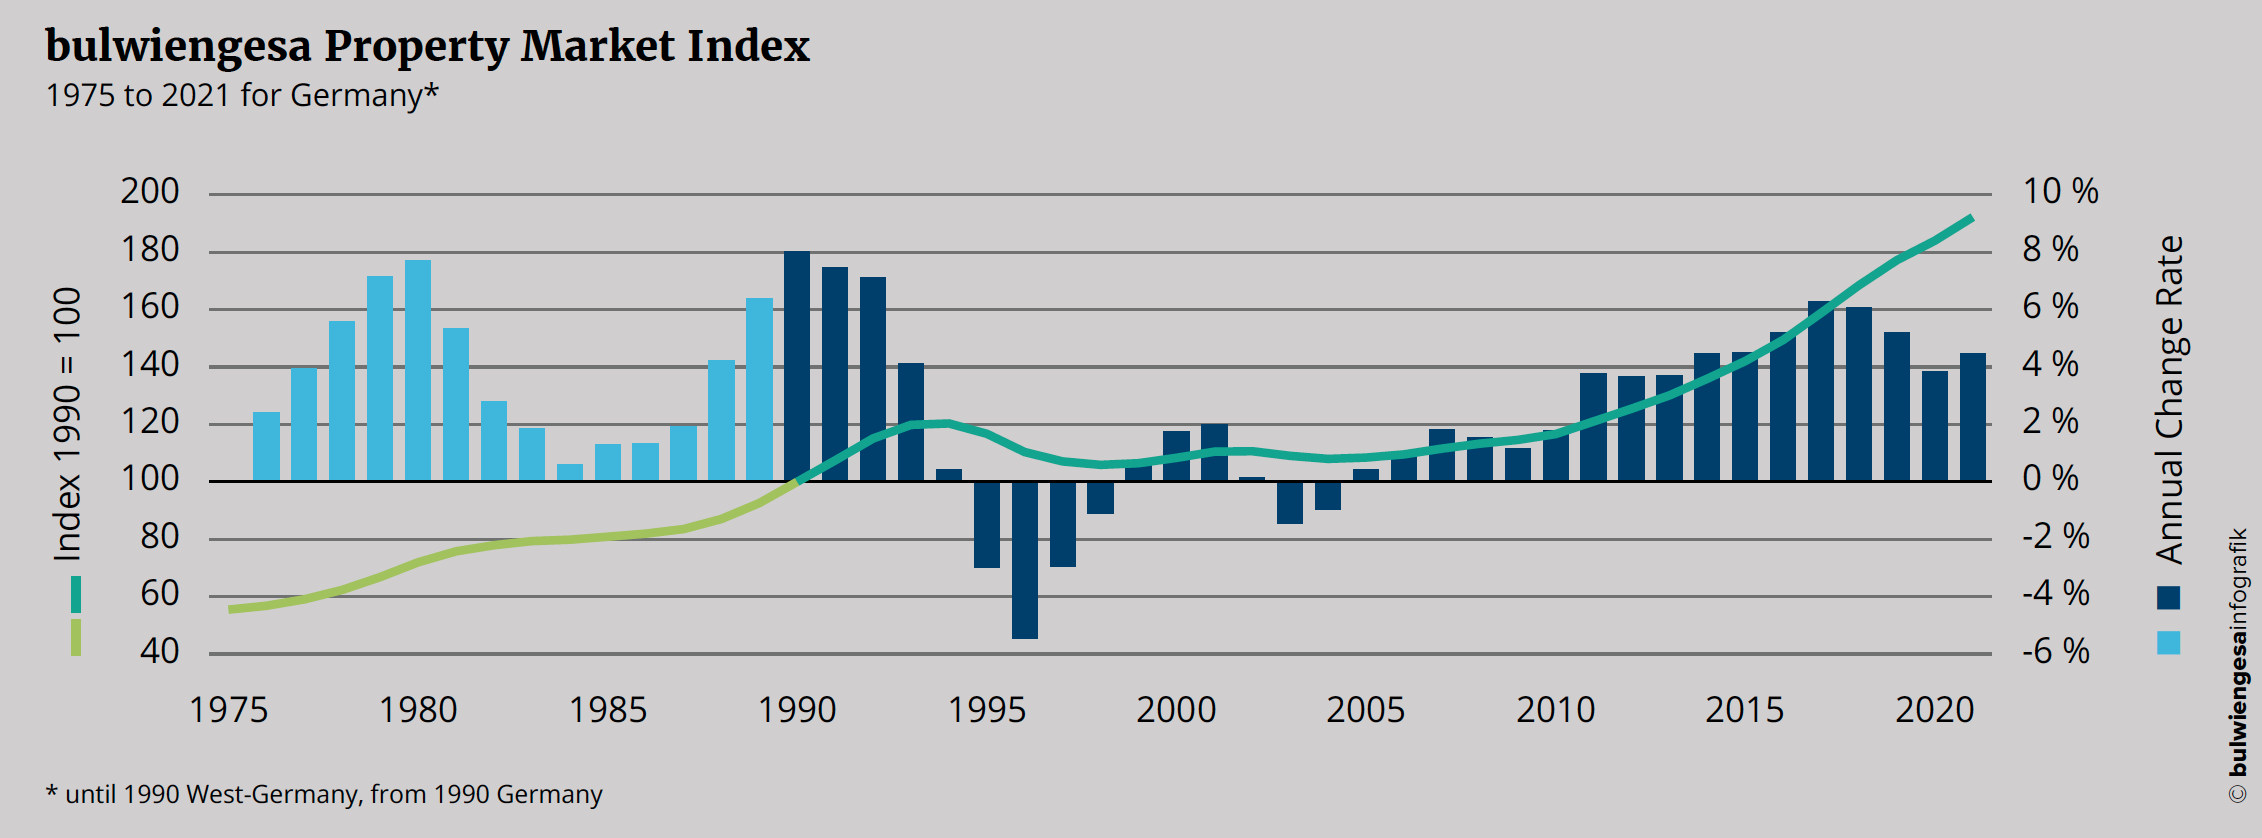 bulwiengesa Property Market Index
1975 to 2021 for Germany*
200
180
160
140
120
100
80
60
40
Index 1990 = 100
10 %
8 %
6 %
4 %
2 %
0 %
-2 %
-4 %
-6 %
Annual Change Rate
1975 1980 1985 1990 1995 2000 2005 2010 2015 2020
* until 1990 West-Germany, from 1990 Germany
© bulwiengesainfografik